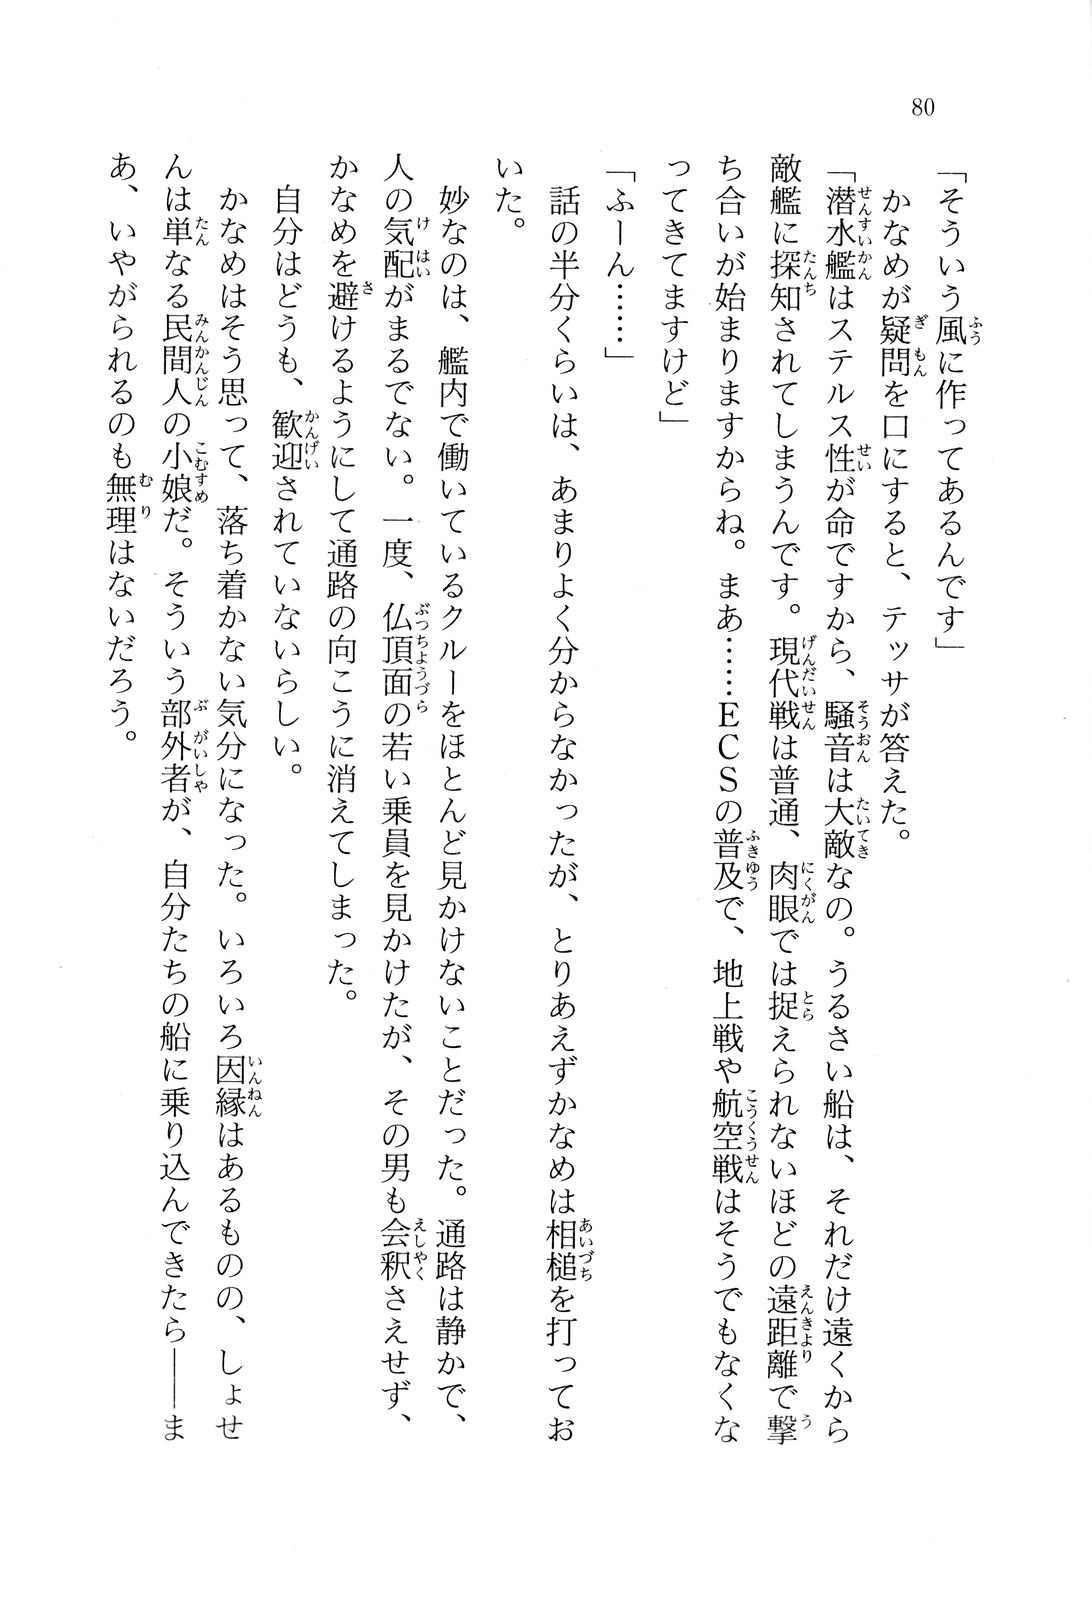 80
「そういう風に作ってあるんです」
かなめが疑問を口にすると、テッサが答えた。
「潜水艦はステルス性が命ですから、騒音は大敵なの。うるさい船は、それだけ遠くから
敵艦に探知されてしまうんです。現代戦は普通、肉眼では捉えられないほどの遠距離で撃
ち合いが始まりますからね。まあ……ECSの普及で、地上戦や航空戦はそうでもなくな
ってきてますけど」
「ふーん……」
話の半分くらいは、あまりよく分からなかったが、とりあえずかなめは相槌を打ってお
いた。
妙なのは、艦内で働いているクルーをほとんど見かけないことだった。通路は静かで、
人の気配がまるでない。一度、仏頂面の若い乗員を見かけたが、その男も会釈さえせず、
かなめを避けるようにして通路の向こうに消えてしまった。
自分はどうも、歓迎されていないらしい。
かなめはそう思って、落ち着かない気分になった。いろいろ因縁はあるものの、しょせ
んは単なる民間人の小娘だ。そういう部外者が、自分たちの船に乗り込んできたら――ま
あ、いやがられるのも無理はないだろう。